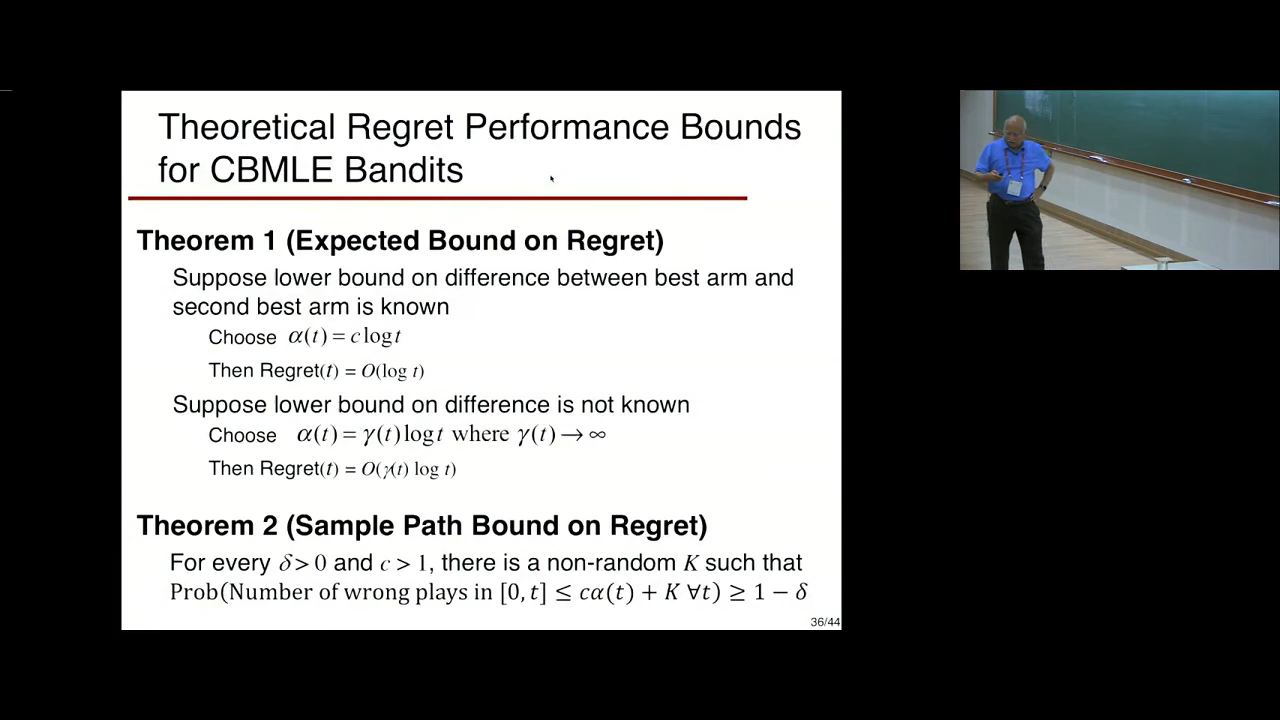 Theoretical Regret Performance Bounds
for CBMLE Bandits
Theorem 1 (Expected Bound on Regret)
Suppose lower bound on difference between best arm and
second best arm is known
Choose α(t) = c log t
Then Regret(t) = O(log t)
Suppose lower bound on difference is not known
Choose α(t) = γ(t) log t where γ(t) → ∞
Then Regret(t) = O(γ(t) log t)
Theorem 2 (Sample Path Bound on Regret)
For every δ > 0 and c > 1, there is a non-random K such that
Prob(Number of wrong plays in [0, t] ≤ cα(t) + K ∀t) ≥ 1 − δ
36/44